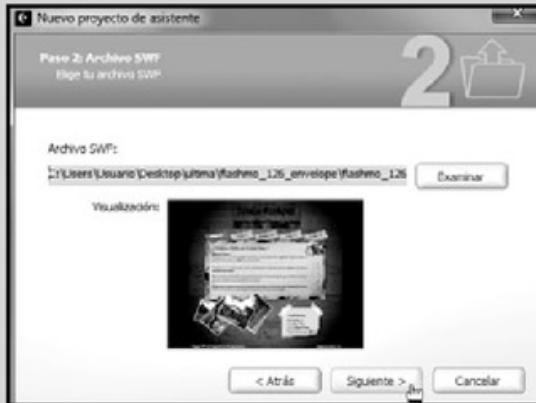 Nuevo proyecto de asistente
Paso 2: Archivo SWF
Elige tu archivo SWF
2
Archivo SWF:
C:\Users\Usuario\Desktop\ultima\flashmo_126_envelope\flashmo_126
Examinar
Visualización:
< Atrás
Siguiente >
Cancelar